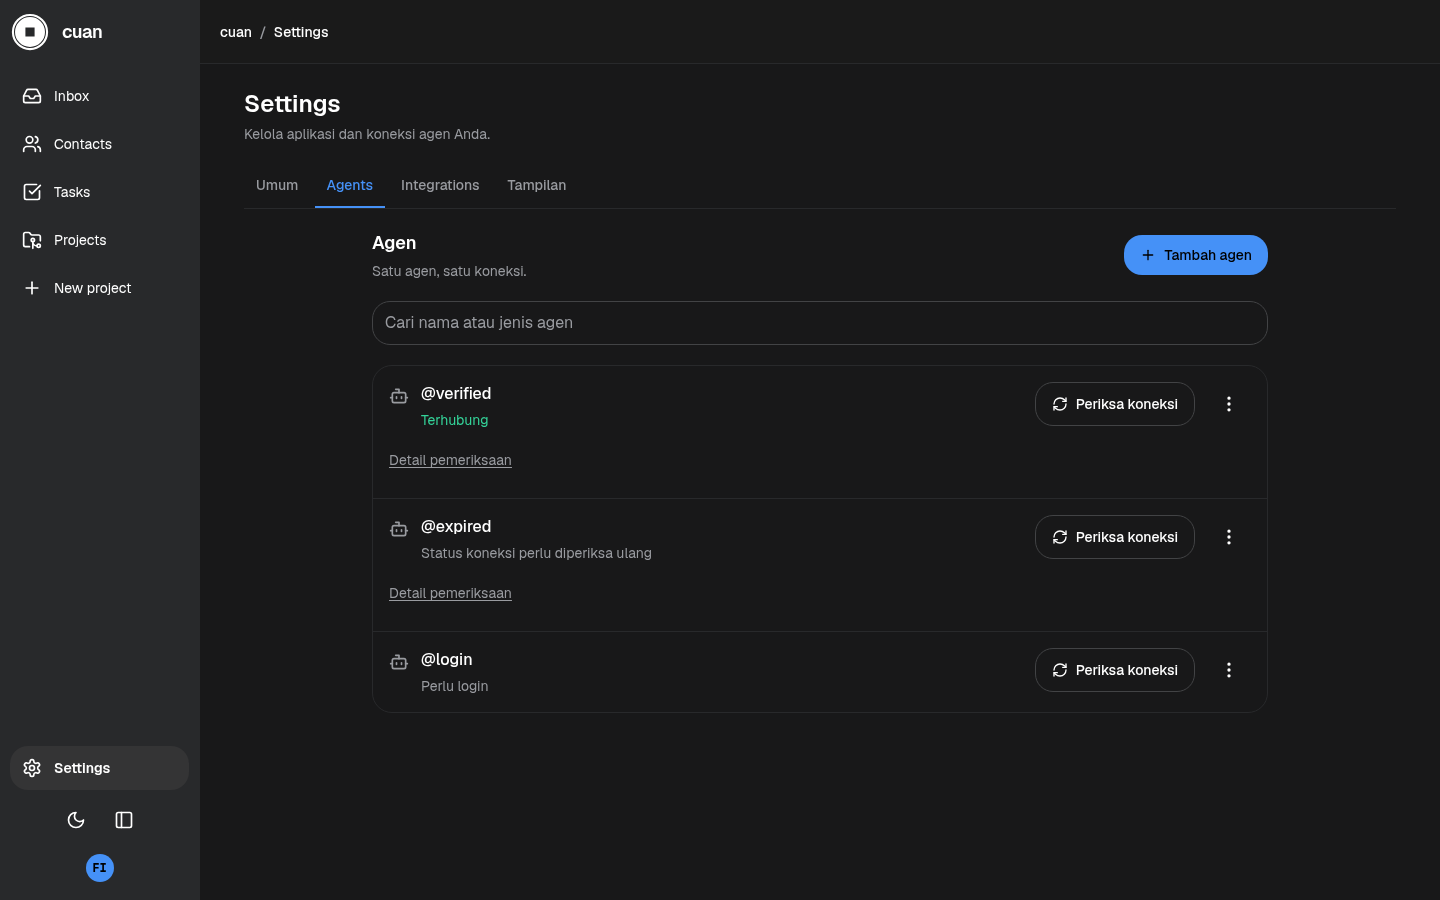 cuan
cuan / Settings
Inbox
Contacts
Tasks
Projects
New project
Settings
Kelola aplikasi dan koneksi agen Anda.
Umum
Agents
Integrations
Tampilan
Agen
Satu agen, satu koneksi.
Tambah agen
Cari nama atau jenis agen
@verified
Terhubung
Periksa koneksi
Detail pemeriksaan
@expired
Status koneksi perlu diperiksa ulang
Periksa koneksi
Detail pemeriksaan
@login
Perlu login
Periksa koneksi
Settings
FI